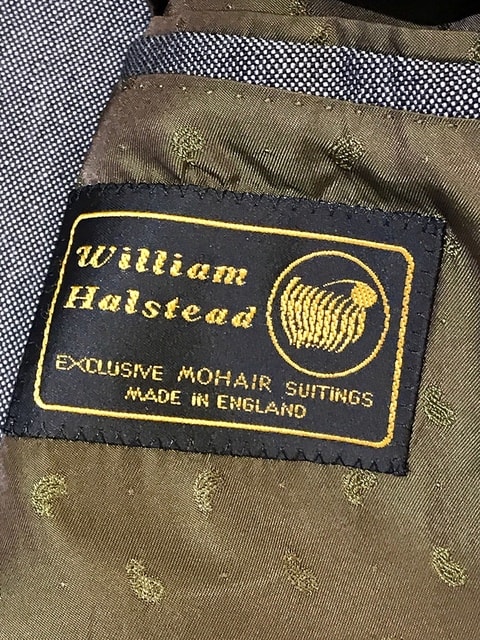 William
Halstead
EXCLUSIVE MOHAIR SUITINGS
MADE IN ENGLAND